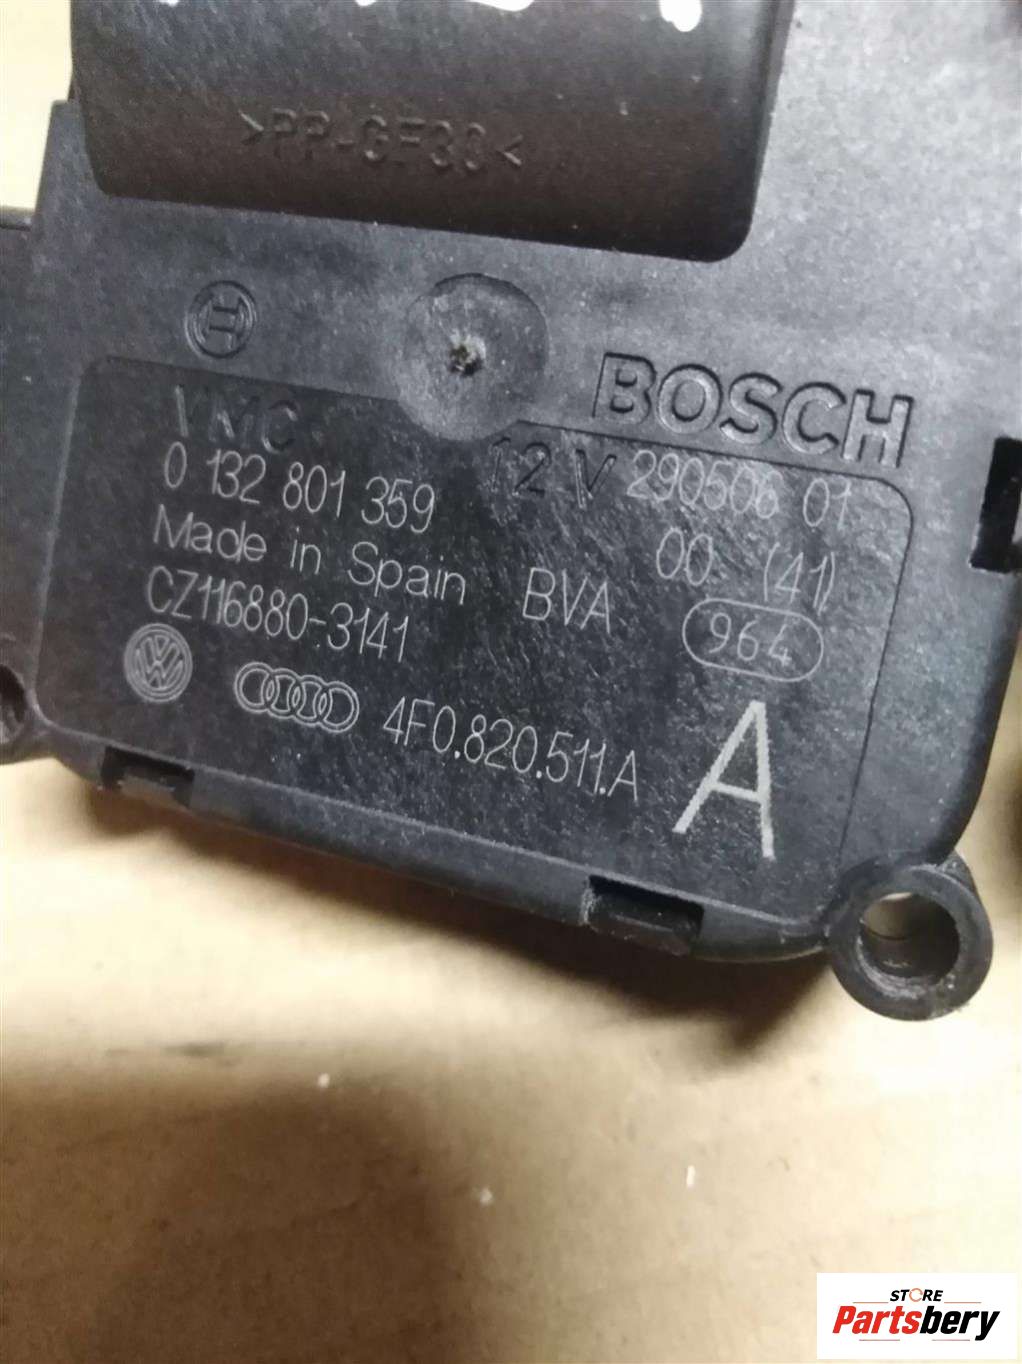 >PP-GF30<
BOSCH
VMC 12 V 290506 01
0 132 801 359 00 (41)
Made in Spain BVA 964
CZ116880-3141
4F0.820.511.A A
STORE
Partsbery